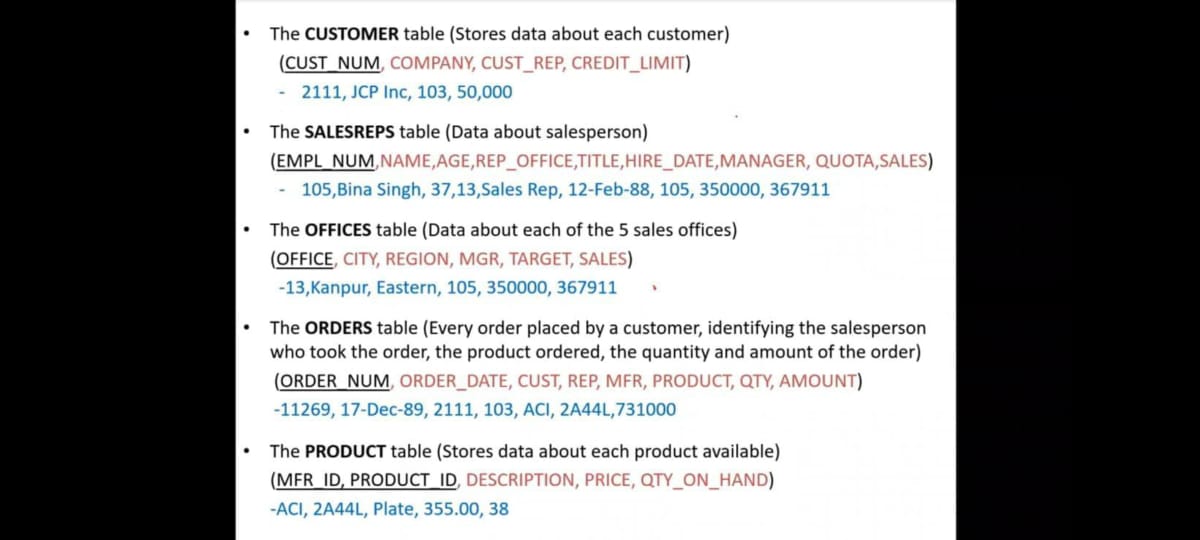 • The CUSTOMER table (Stores data about each customer)
(CUST_NUM, COMPANY, CUST_REP, CREDIT_LIMIT)
- 2111, JCP Inc, 103, 50,000
• The SALESREPS table (Data about salesperson)
(EMPL_NUM,NAME,AGE,REP_OFFICE,TITLE,HIRE_DATE,MANAGER, QUOTA,SALES)
- 105,Bina Singh, 37,13,Sales Rep, 12-Feb-88, 105, 350000, 367911
• The OFFICES table (Data about each of the 5 sales offices)
(OFFICE, CITY, REGION, MGR, TARGET, SALES)
-13,Kanpur, Eastern, 105, 350000, 367911
• The ORDERS table (Every order placed by a customer, identifying the salesperson
who took the order, the product ordered, the quantity and amount of the order)
(ORDER_NUM, ORDER_DATE, CUST, REP, MFR, PRODUCT, QTY, AMOUNT)
-11269, 17-Dec-89, 2111, 103, ACI, 2A44L,731000
• The PRODUCT table (Stores data about each product available)
(MFR_ID, PRODUCT_ID, DESCRIPTION, PRICE, QTY_ON_HAND)
-ACI, 2A44L, Plate, 355.00, 38